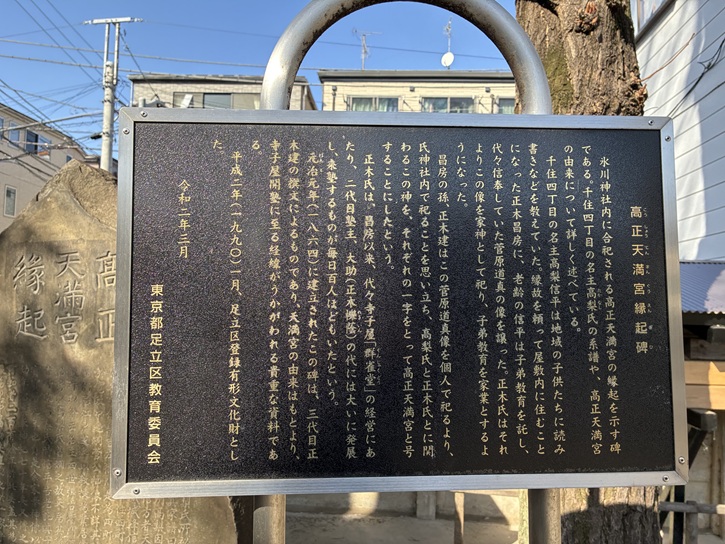 高正天満宮縁起碑
こうしょうてんまんぐうえんぎひ
氷川神社内に合祀される高正天満宮の縁起を示す碑
である。千住四丁目の名主高梨氏の系譜や、高正天満宮
の由来について詳しく述べている。
千住四丁目の名主高梨信平は地域の子供たちに読み
書きなどを教えていた。縁故を頼って屋敷内に住むこと
になった正木昌房に、老齢の信平は子弟教育を託し、
代々信奉していた菅原道真の像を譲った。正木氏はそれ
よりこの像を家神として祀り、子弟教育を家業とするよ
うになった。
昌房の孫、正木建はこの菅原道真像を個人で祀るより、
氏神社内で祀ることを思い立ち、高梨氏と正木氏とに関
わるこの神を、それぞれの一字をとって高正天満宮と号
することにしたという。
正木氏は、昌房以来、代々寺子屋「群雀堂」の経営にあ
たり、二代目塾主、大助(正木櫟蔭)の代には大いに発展
し、来塾するものが毎日百人ほどもいたという。
元治元年(一八六四)に建立されたこの碑は、三代目正
木建の撰文によるものであり、天満宮の由来はもとより、
寺子屋開塾に至る経緯がうかがわれる貴重な資料であ
る。
平成二年(一九九〇)一月、足立区登録有形文化財とし
た。
令和二年三月
東京都足立区教育委員会
高正
天満宮
縁起